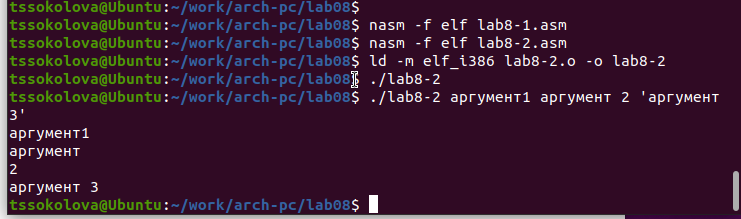 tssokolova@Ubuntu:~/work/arch-pc/lab08$
tssokolova@Ubuntu:~/work/arch-pc/lab08$ nasm -f elf lab8-1.asm
tssokolova@Ubuntu:~/work/arch-pc/lab08$ nasm -f elf lab8-2.asm
tssokolova@Ubuntu:~/work/arch-pc/lab08$ ld -m elf_i386 lab8-2.o -o lab8-2
tssokolova@Ubuntu:~/work/arch-pc/lab08$ ./lab8-2
tssokolova@Ubuntu:~/work/arch-pc/lab08$ ./lab8-2 аргумент1 аргумент 2 'аргумент
3'
аргумент1
аргумент
2
аргумент 3
tssokolova@Ubuntu:~/work/arch-pc/lab08$